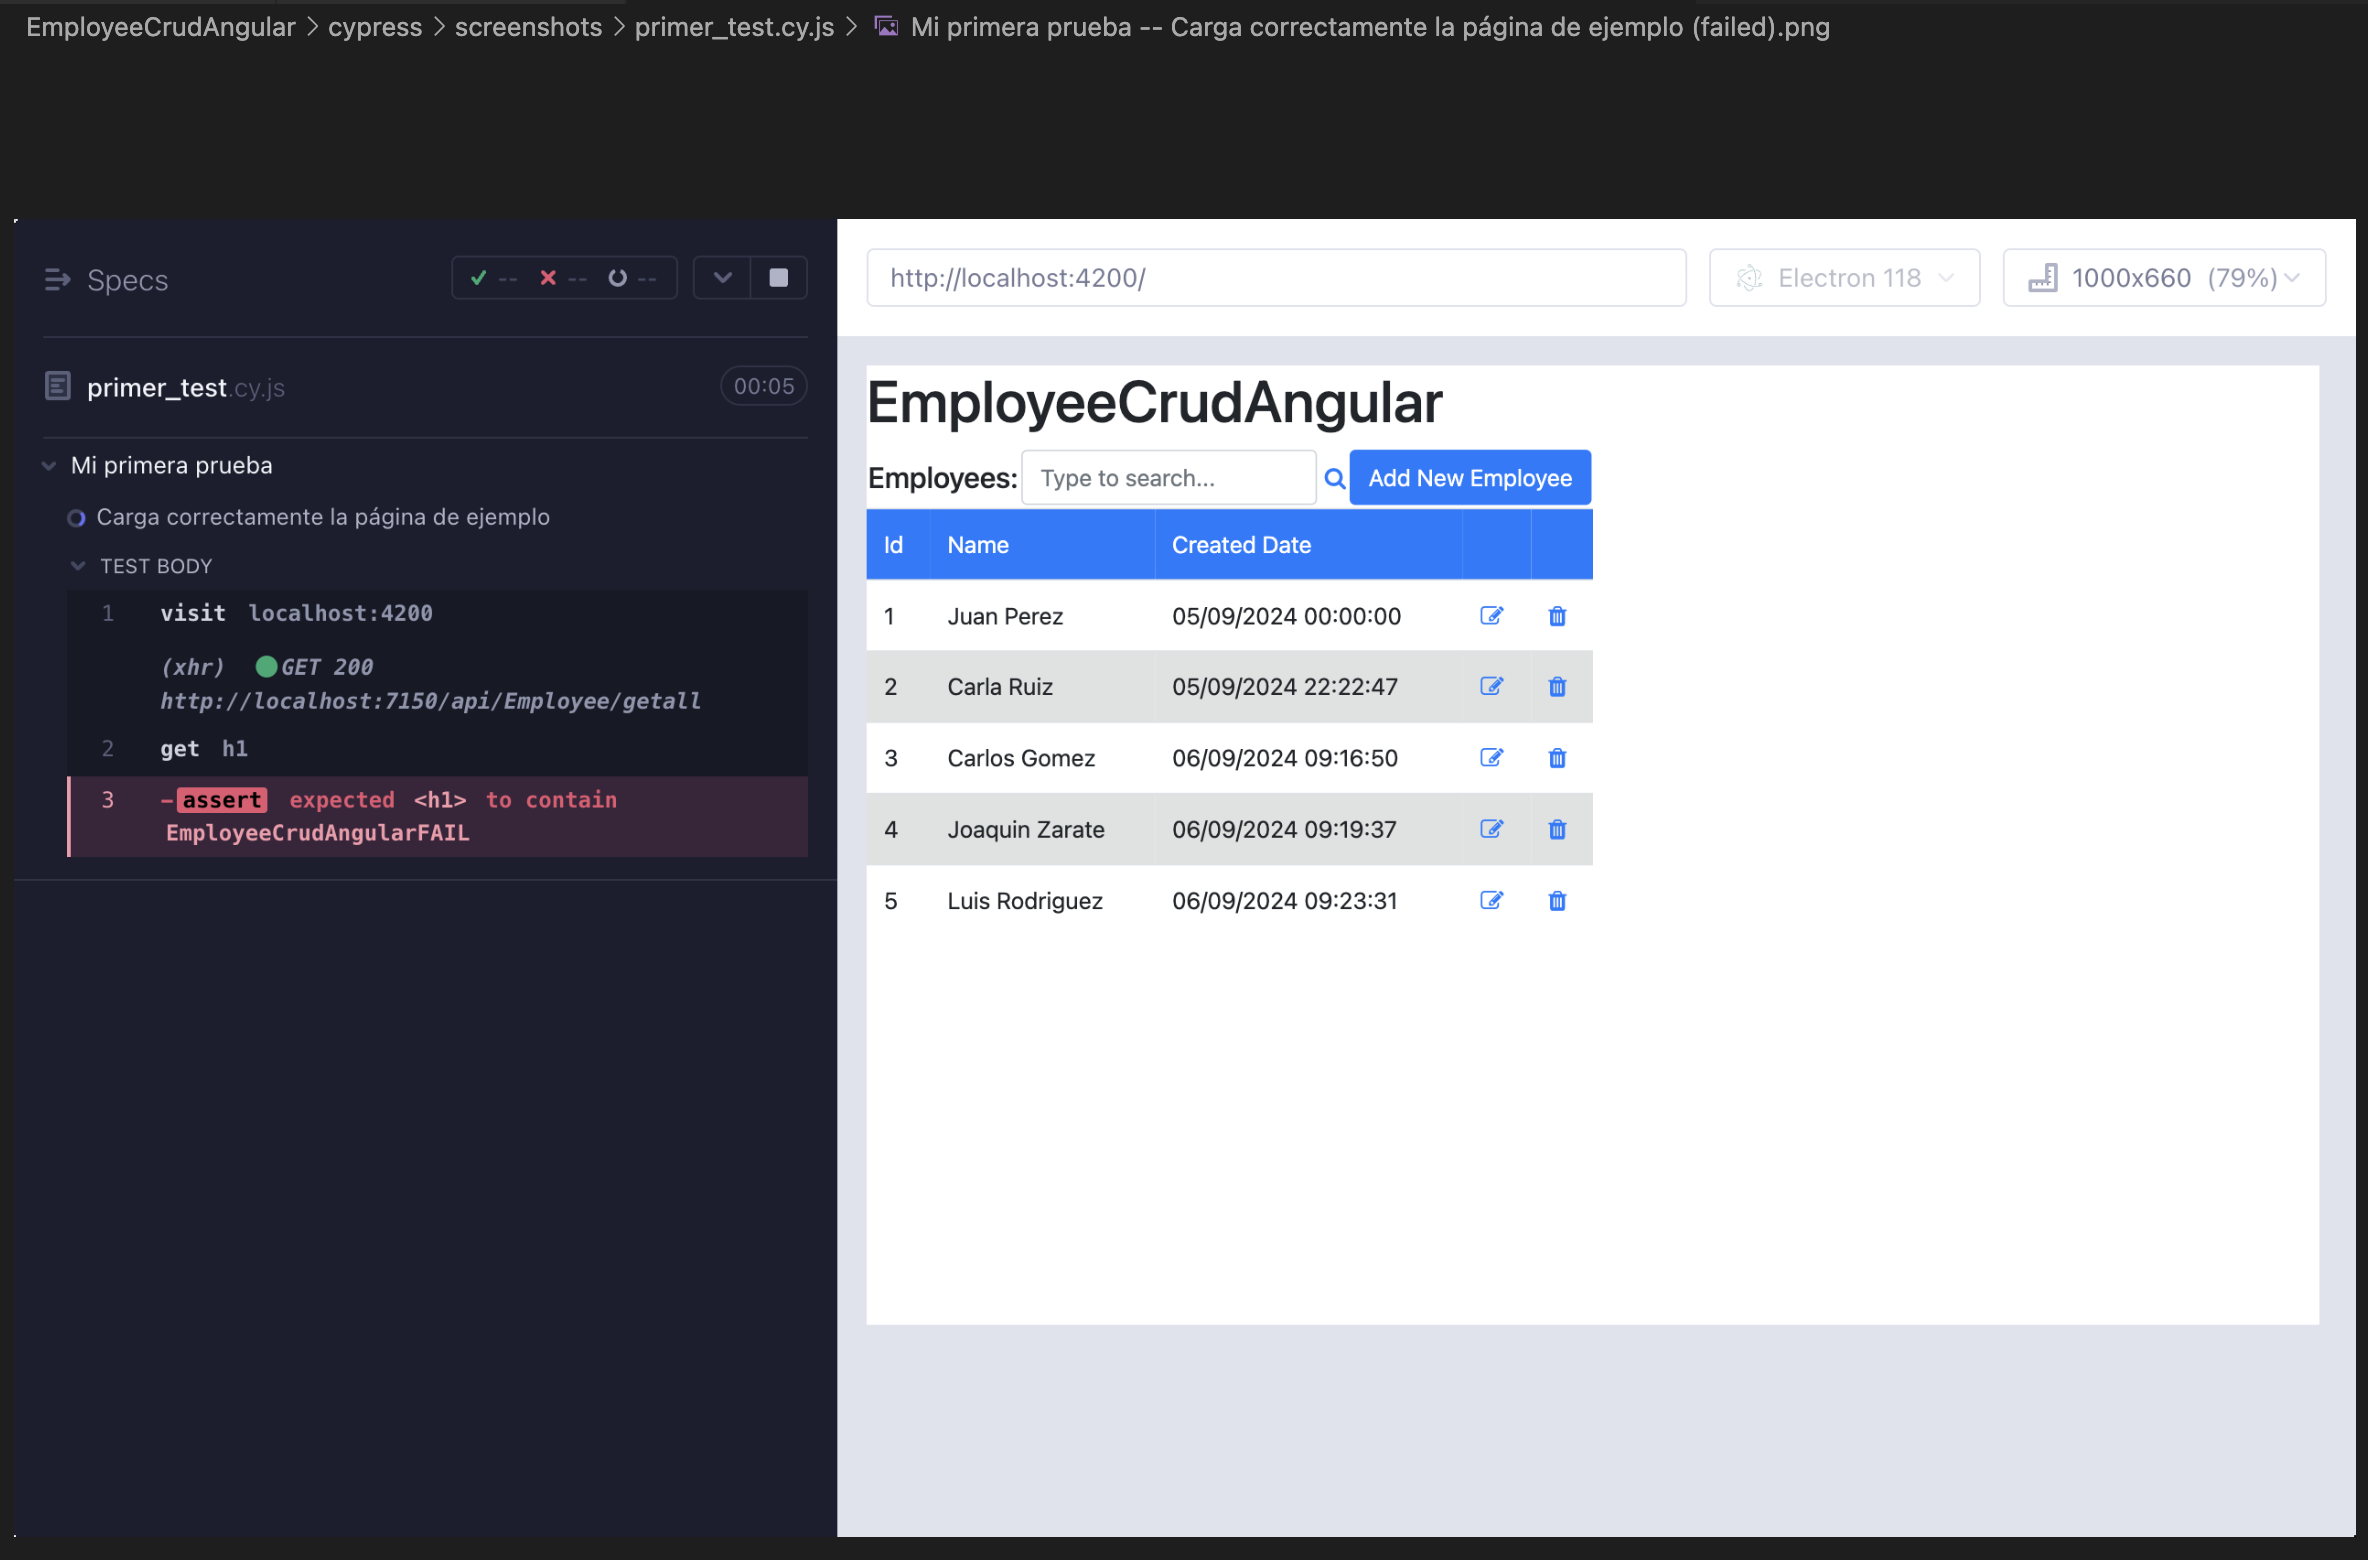 EmployeeCrudAngular > cypress > screenshots > primer_test.cy.js > Mi primera prueba -- Carga correctamente la página de ejemplo (failed).png
Specs
-- -- --
primer_test.cy.js 00:05
Mi primera prueba
Carga correctamente la página de ejemplo
TEST BODY
1 visit localhost:4200
(xhr) GET 200
http://localhost:7150/api/Employee/getall
2 get h1
3 -assert expected <h1> to contain
EmployeeCrudAngularFAIL
http://localhost:4200/ Electron 118 1000x660 (79%)
EmployeeCrudAngular
Employees: Type to search... Add New Employee
Id Name Created Date
1 Juan Perez 05/09/2024 00:00:00
2 Carla Ruiz 05/09/2024 22:22:47
3 Carlos Gomez 06/09/2024 09:16:50
4 Joaquin Zarate 06/09/2024 09:19:37
5 Luis Rodriguez 06/09/2024 09:23:31